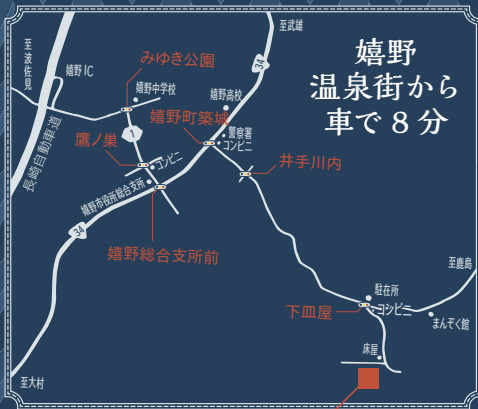 嬉野
温泉街から
車で8分
至武雄
至波佐見
嬉野IC
みゆき公園
嬉野中学校
34
嬉野高校
嬉野町築城
1
警察署
コンビニ
長崎自動車道
鷹ノ巣
コンビニ
井手川内
嬉野市役所総合支所
34
嬉野総合支所前
至鹿島
駐在所
コンビニ
下皿屋
まんぞく館
床屋
至大村